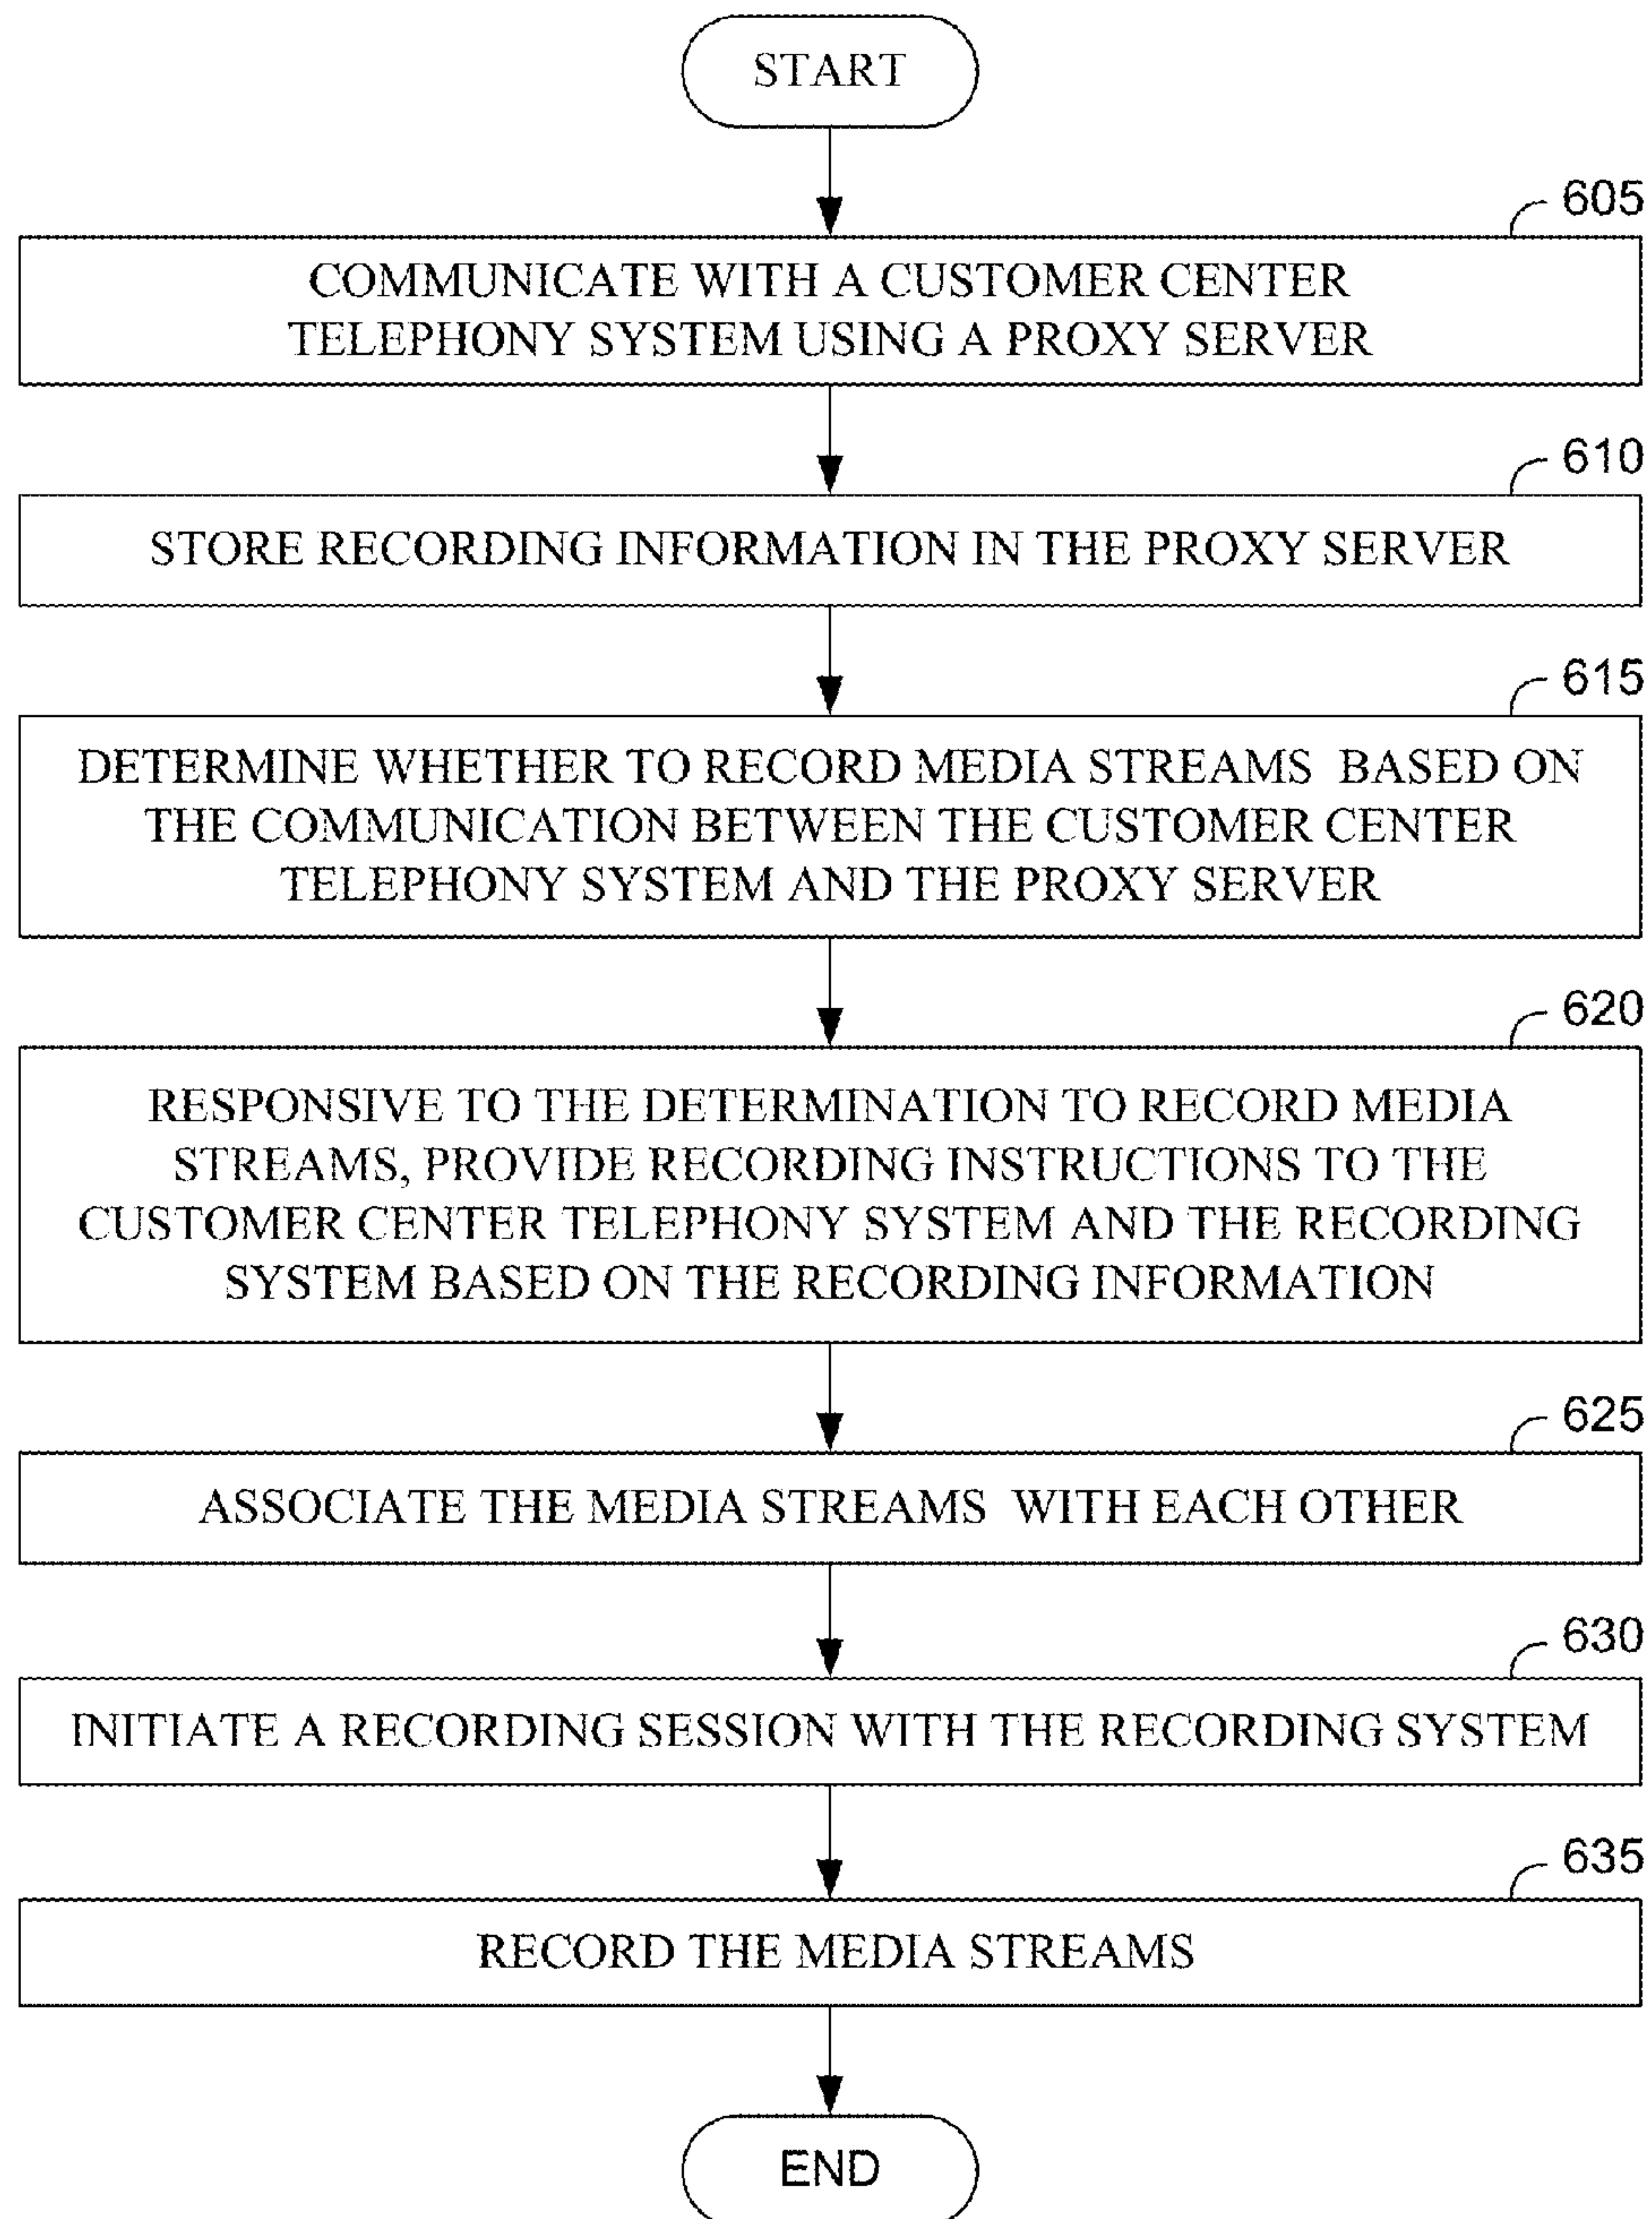 START
605
COMMUNICATE WITH A CUSTOMER CENTER
TELEPHONY SYSTEM USING A PROXY SERVER
610
STORE RECORDING INFORMATION IN THE PROXY SERVER
615
DETERMINE WHETHER TO RECORD MEDIA STREAMS BASED ON
THE COMMUNICATION BETWEEN THE CUSTOMER CENTER
TELEPHONY SYSTEM AND THE PROXY SERVER
620
RESPONSIVE TO THE DETERMINATION TO RECORD MEDIA
STREAMS, PROVIDE RECORDING INSTRUCTIONS TO THE
CUSTOMER CENTER TELEPHONY SYSTEM AND THE RECORDING
SYSTEM BASED ON THE RECORDING INFORMATION
625
ASSOCIATE THE MEDIA STREAMS WITH EACH OTHER
630
INITIATE A RECORDING SESSION WITH THE RECORDING SYSTEM
635
RECORD THE MEDIA STREAMS
END